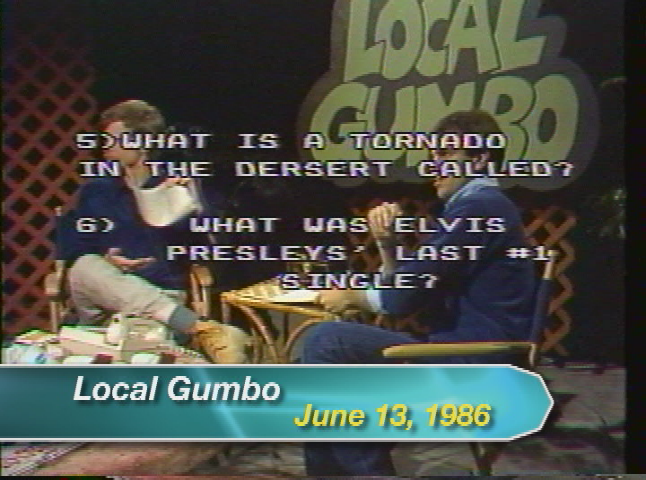 LOCAL
GUMBO
5)WHAT IS A TORNADO
IN THE DERSERT CALLED?
6) WHAT WAS ELVIS
PRESLEYS' LAST #1
SINGLE?
Local Gumbo
June 13, 1986